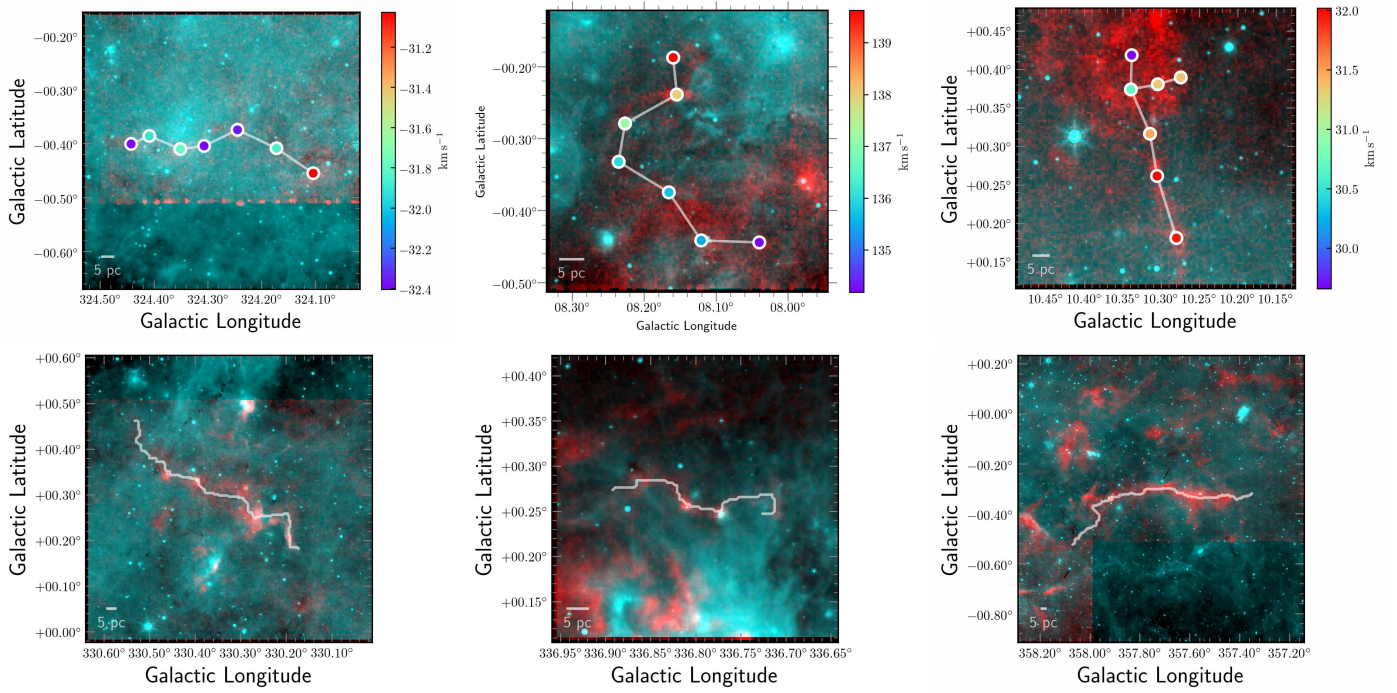 −00.20°
−00.30°
−00.40°
−00.50°
−00.60°
Galactic Latitude
5 pc
324.50° 324.40° 324.30° 324.20° 324.10°
Galactic Longitude
−31.2
−31.4
−31.6
−31.8
−32.0
−32.2
−32.4
km s⁻¹
−00.20°
−00.30°
−00.40°
−00.50°
Galactic Latitude
5 pc
08.30° 08.20° 08.10° 08.00°
Galactic Longitude
139
138
137
136
135
km s⁻¹
+00.45°
+00.40°
+00.35°
+00.30°
+00.25°
+00.20°
+00.15°
Galactic Latitude
5 pc
10.45° 10.40° 10.35° 10.30° 10.25° 10.20° 10.15°
Galactic Longitude
32.0
31.5
31.0
30.5
30.0
km s⁻¹
+00.60°
+00.50°
+00.40°
+00.30°
+00.20°
+00.10°
+00.00°
Galactic Latitude
5 pc
330.60° 330.50° 330.40° 330.30° 330.20° 330.10°
Galactic Longitude
+00.40°
+00.35°
+00.30°
+00.25°
+00.20°
+00.15°
Galactic Latitude
5 pc
336.95° 336.90° 336.85° 336.80° 336.75° 336.70° 336.65°
Galactic Longitude
+00.20°
+00.00°
−00.20°
−00.40°
−00.60°
−00.80°
Galactic Latitude
5 pc
358.20° 358.00° 357.80° 357.60° 357.40° 357.20°
Galactic Longitude